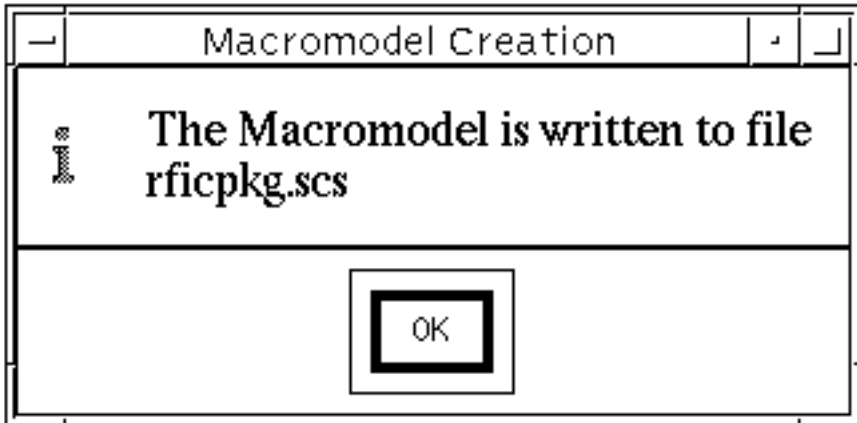 Macromodel Creation
The Macromodel is written to file
rficpkg.scs
OK